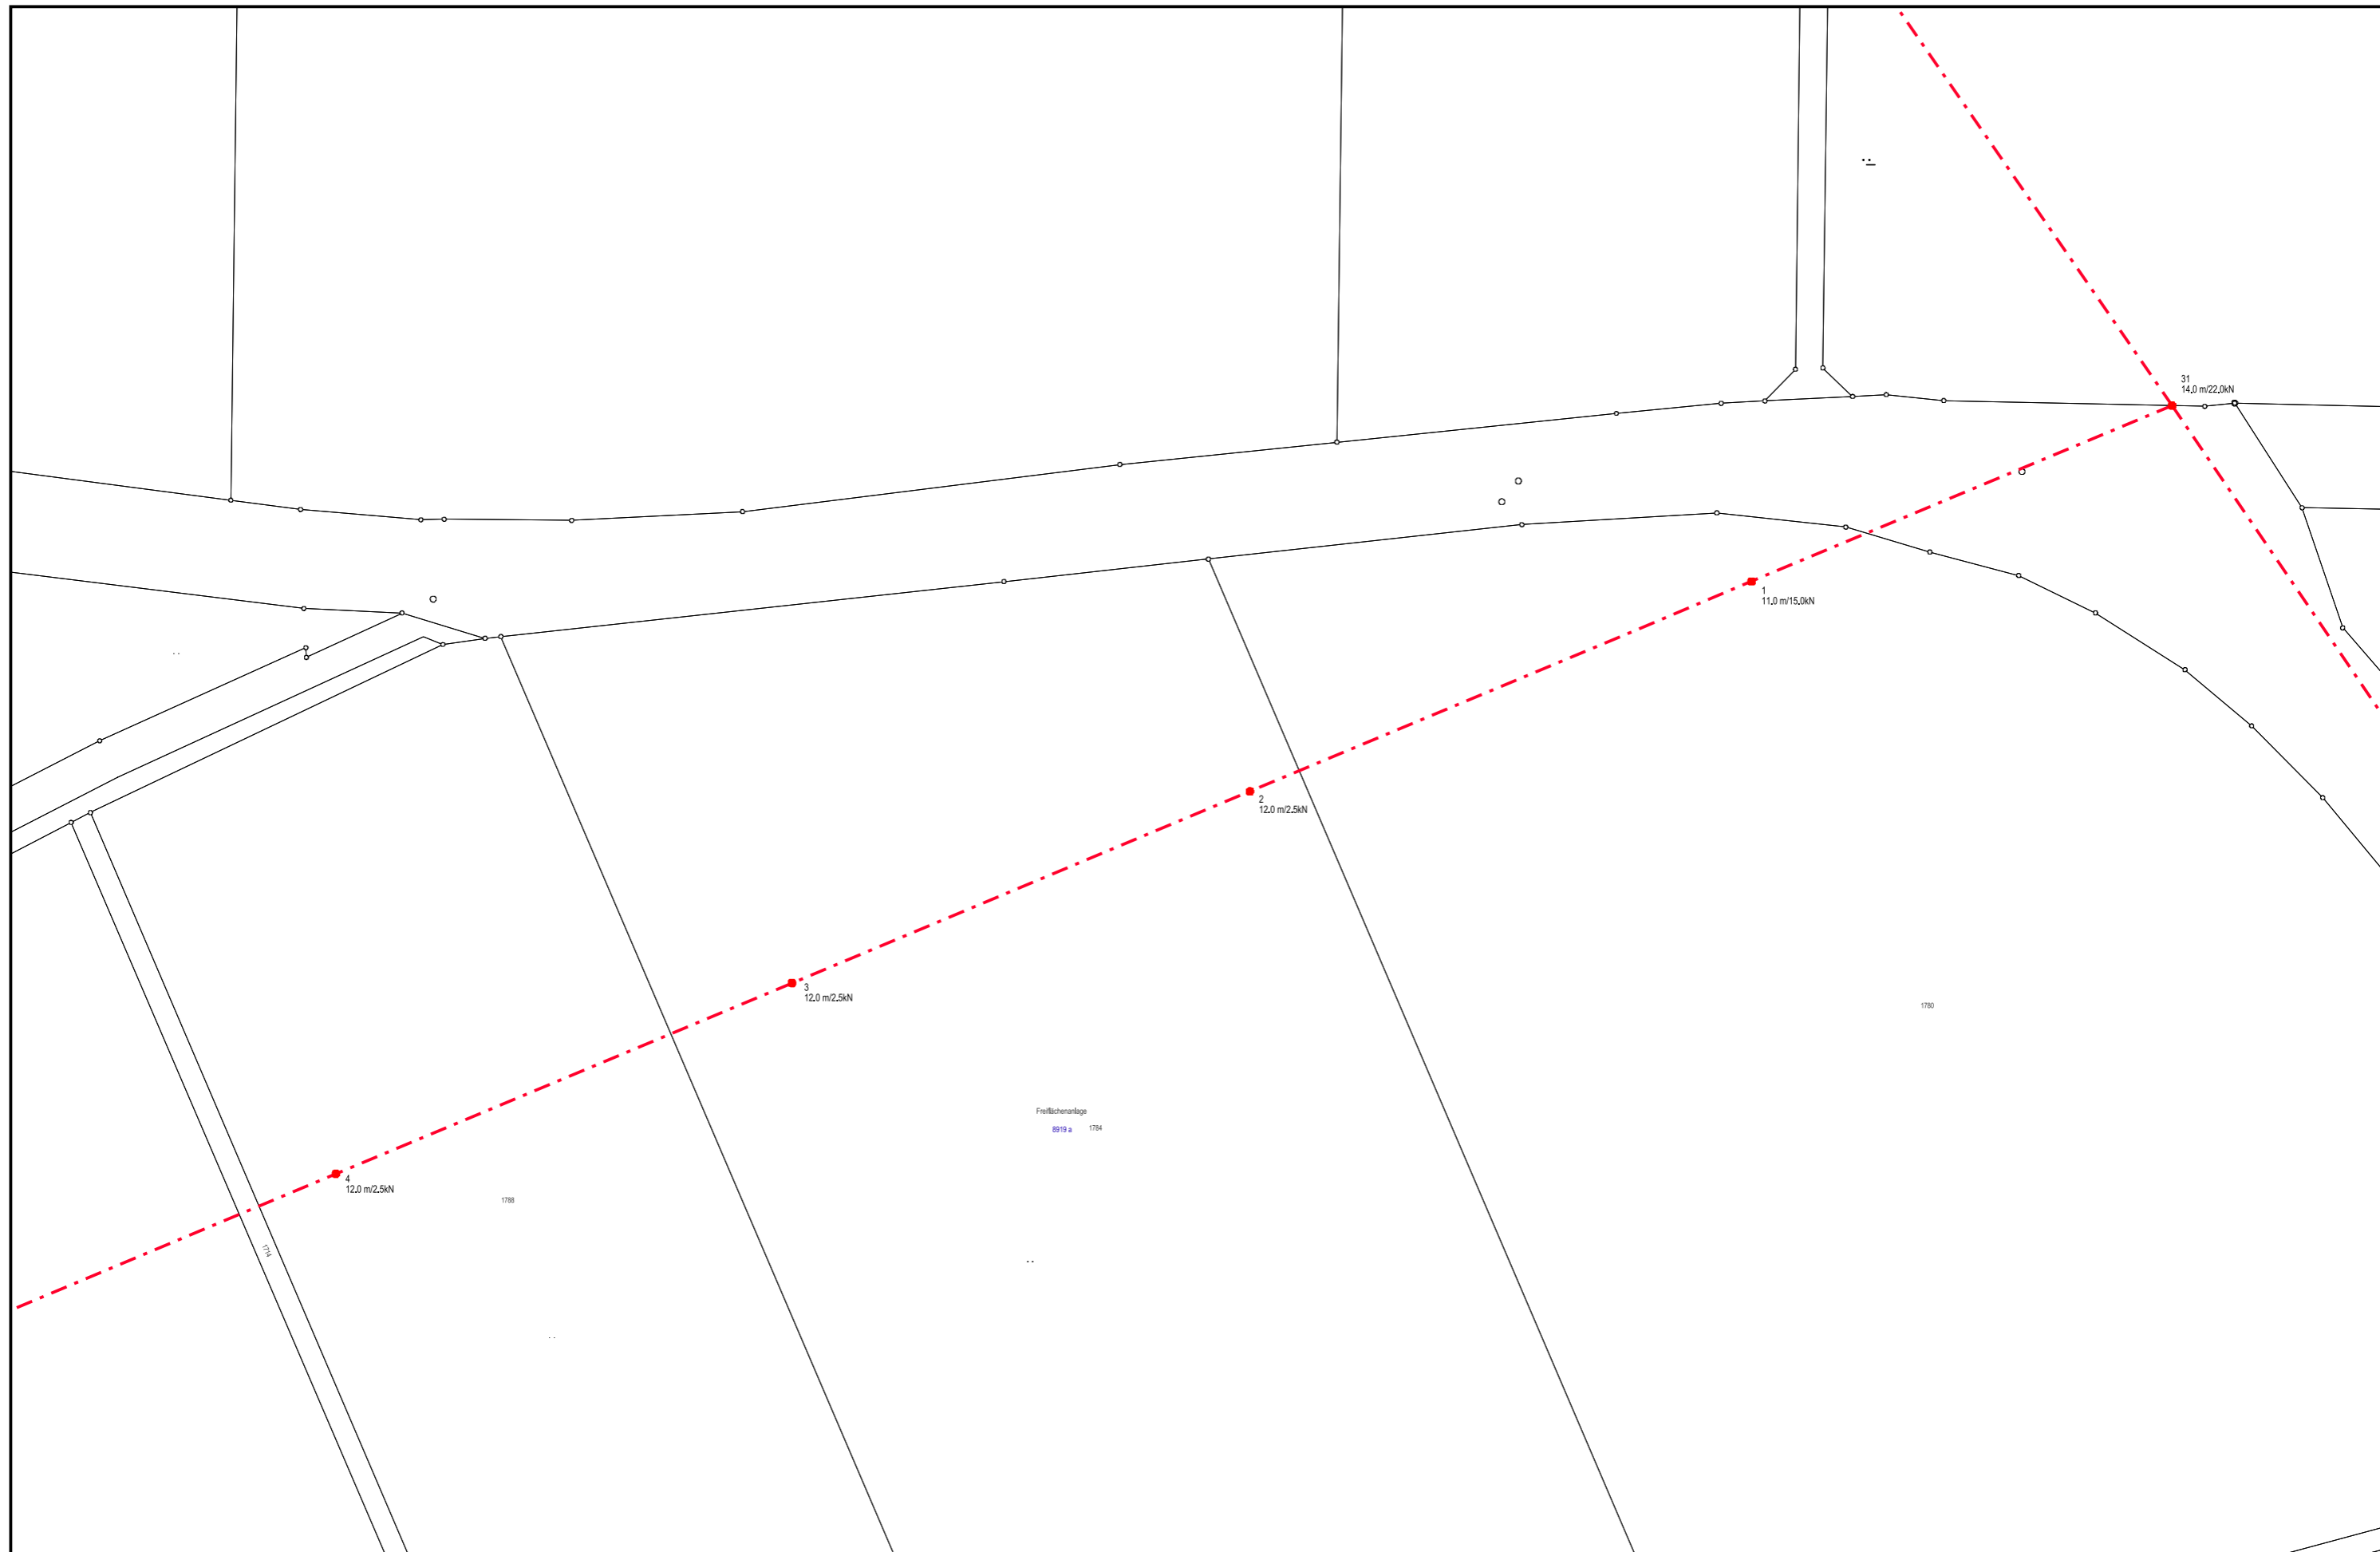 31
14.0 m/22.0kN
1
11.0 m/15.0kN
2
12.0 m/2.5kN
3
12.0 m/2.5kN
1780
Freiflächenanlage
8919 a 1784
4
12.0 m/2.5kN
1788
1714